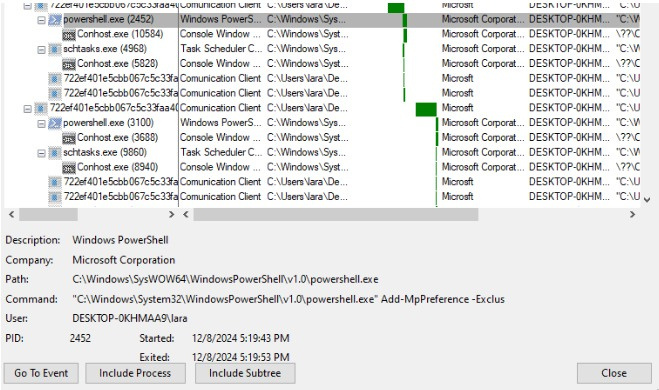 722ef401e5cbb067c5c33faa40 Comunication Client C:\Users\lara\De... Microsft DESKTOP-0KHM... "C:\U
powershell.exe (2452) Windows PowerS... C:\Windows\Sys... Microsoft Corporat... DESKTOP-0KHM... "C:\W
Conhost.exe (10584) Console Window ... C:\Windows\Syst... Microsoft Corporat... DESKTOP-0KHM... \??\C
schtasks.exe (4968) Task Scheduler C... C:\Windows\Sys... Microsoft Corporat... DESKTOP-0KHM... "C:\W
Conhost.exe (5828) Console Window ... C:\Windows\Syst... Microsoft Corporat... DESKTOP-0KHM... \??\C
722ef401e5cbb067c5c33fa Comunication Client C:\Users\lara\De... Microsft DESKTOP-0KHM... "C:\U
722ef401e5cbb067c5c33fa Comunication Client C:\Users\lara\De... Microsft DESKTOP-0KHM... "C:\U
722ef401e5cbb067c5c33faa40 Comunication Client C:\Users\lara\De... Microsft DESKTOP-0KHM... "C:\U
powershell.exe (3100) Windows PowerS... C:\Windows\Sys... Microsoft Corporat... DESKTOP-0KHM... "C:\W
Conhost.exe (3688) Console Window ... C:\Windows\Syst... Microsoft Corporat... DESKTOP-0KHM... \??\C
schtasks.exe (9860) Task Scheduler C... C:\Windows\Sys... Microsoft Corporat... DESKTOP-0KHM... "C:\W
Conhost.exe (8940) Console Window ... C:\Windows\Syst... Microsoft Corporat... DESKTOP-0KHM... \??\C
722ef401e5cbb067c5c33fa Comunication Client C:\Users\lara\De... Microsft DESKTOP-0KHM... "C:\U
722ef401e5cbb067c5c33fa Comunication Client C:\Users\lara\De... Microsft DESKTOP-0KHM... "C:\U
Description: Windows PowerShell
Company: Microsoft Corporation
Path: C:\Windows\SysWOW64\WindowsPowerShell\v1.0\powershell.exe
Command: "C:\Windows\System32\WindowsPowerShell\v1.0\powershell.exe" Add-MpPreference -Exclus
User: DESKTOP-0KHMAA9\lara
PID: 2452 Started: 12/8/2024 5:19:43 PM
Exited: 12/8/2024 5:19:53 PM
Go To Event Include Process Include Subtree Close